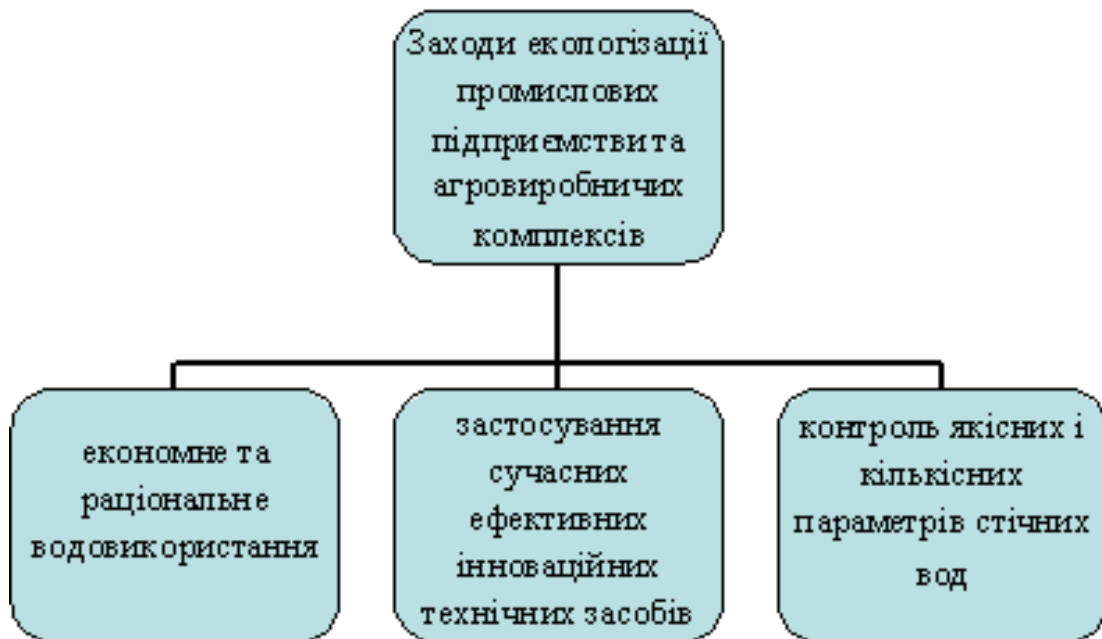 Заходи екологізації
промислових
підприємстви та
агровиробничих
комплексів
економне та
раціональне
водовикористання
застосування
сучасних
ефективних
інноваційних
технічних засобів
контроль якісних і
кількісних
параметрів стічних
вод